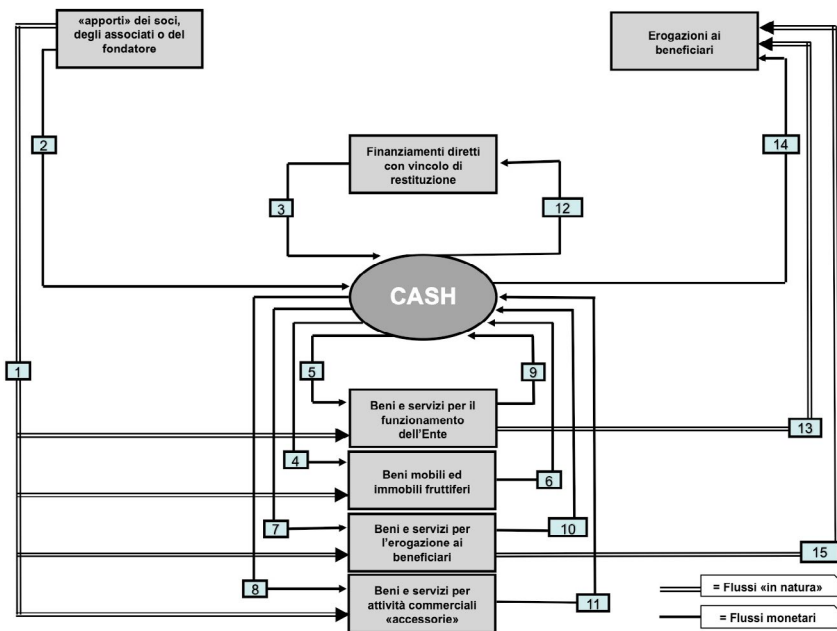 «apporti» dei soci,
degli associati o del
fondatore
Erogazioni ai
beneficiari
2
14
Finanziamenti diretti
con vincolo di
restituzione
3
12
CASH
1
5
9
Beni e servizi per il
funzionamento
dell'Ente
13
4
Beni mobili ed
immobili fruttiferi
6
7
Beni e servizi per
l'erogazione ai
beneficiari
10
15
8
Beni e servizi per
attività commerciali
«accessorie»
11
= Flussi «in natura»
= Flussi monetari